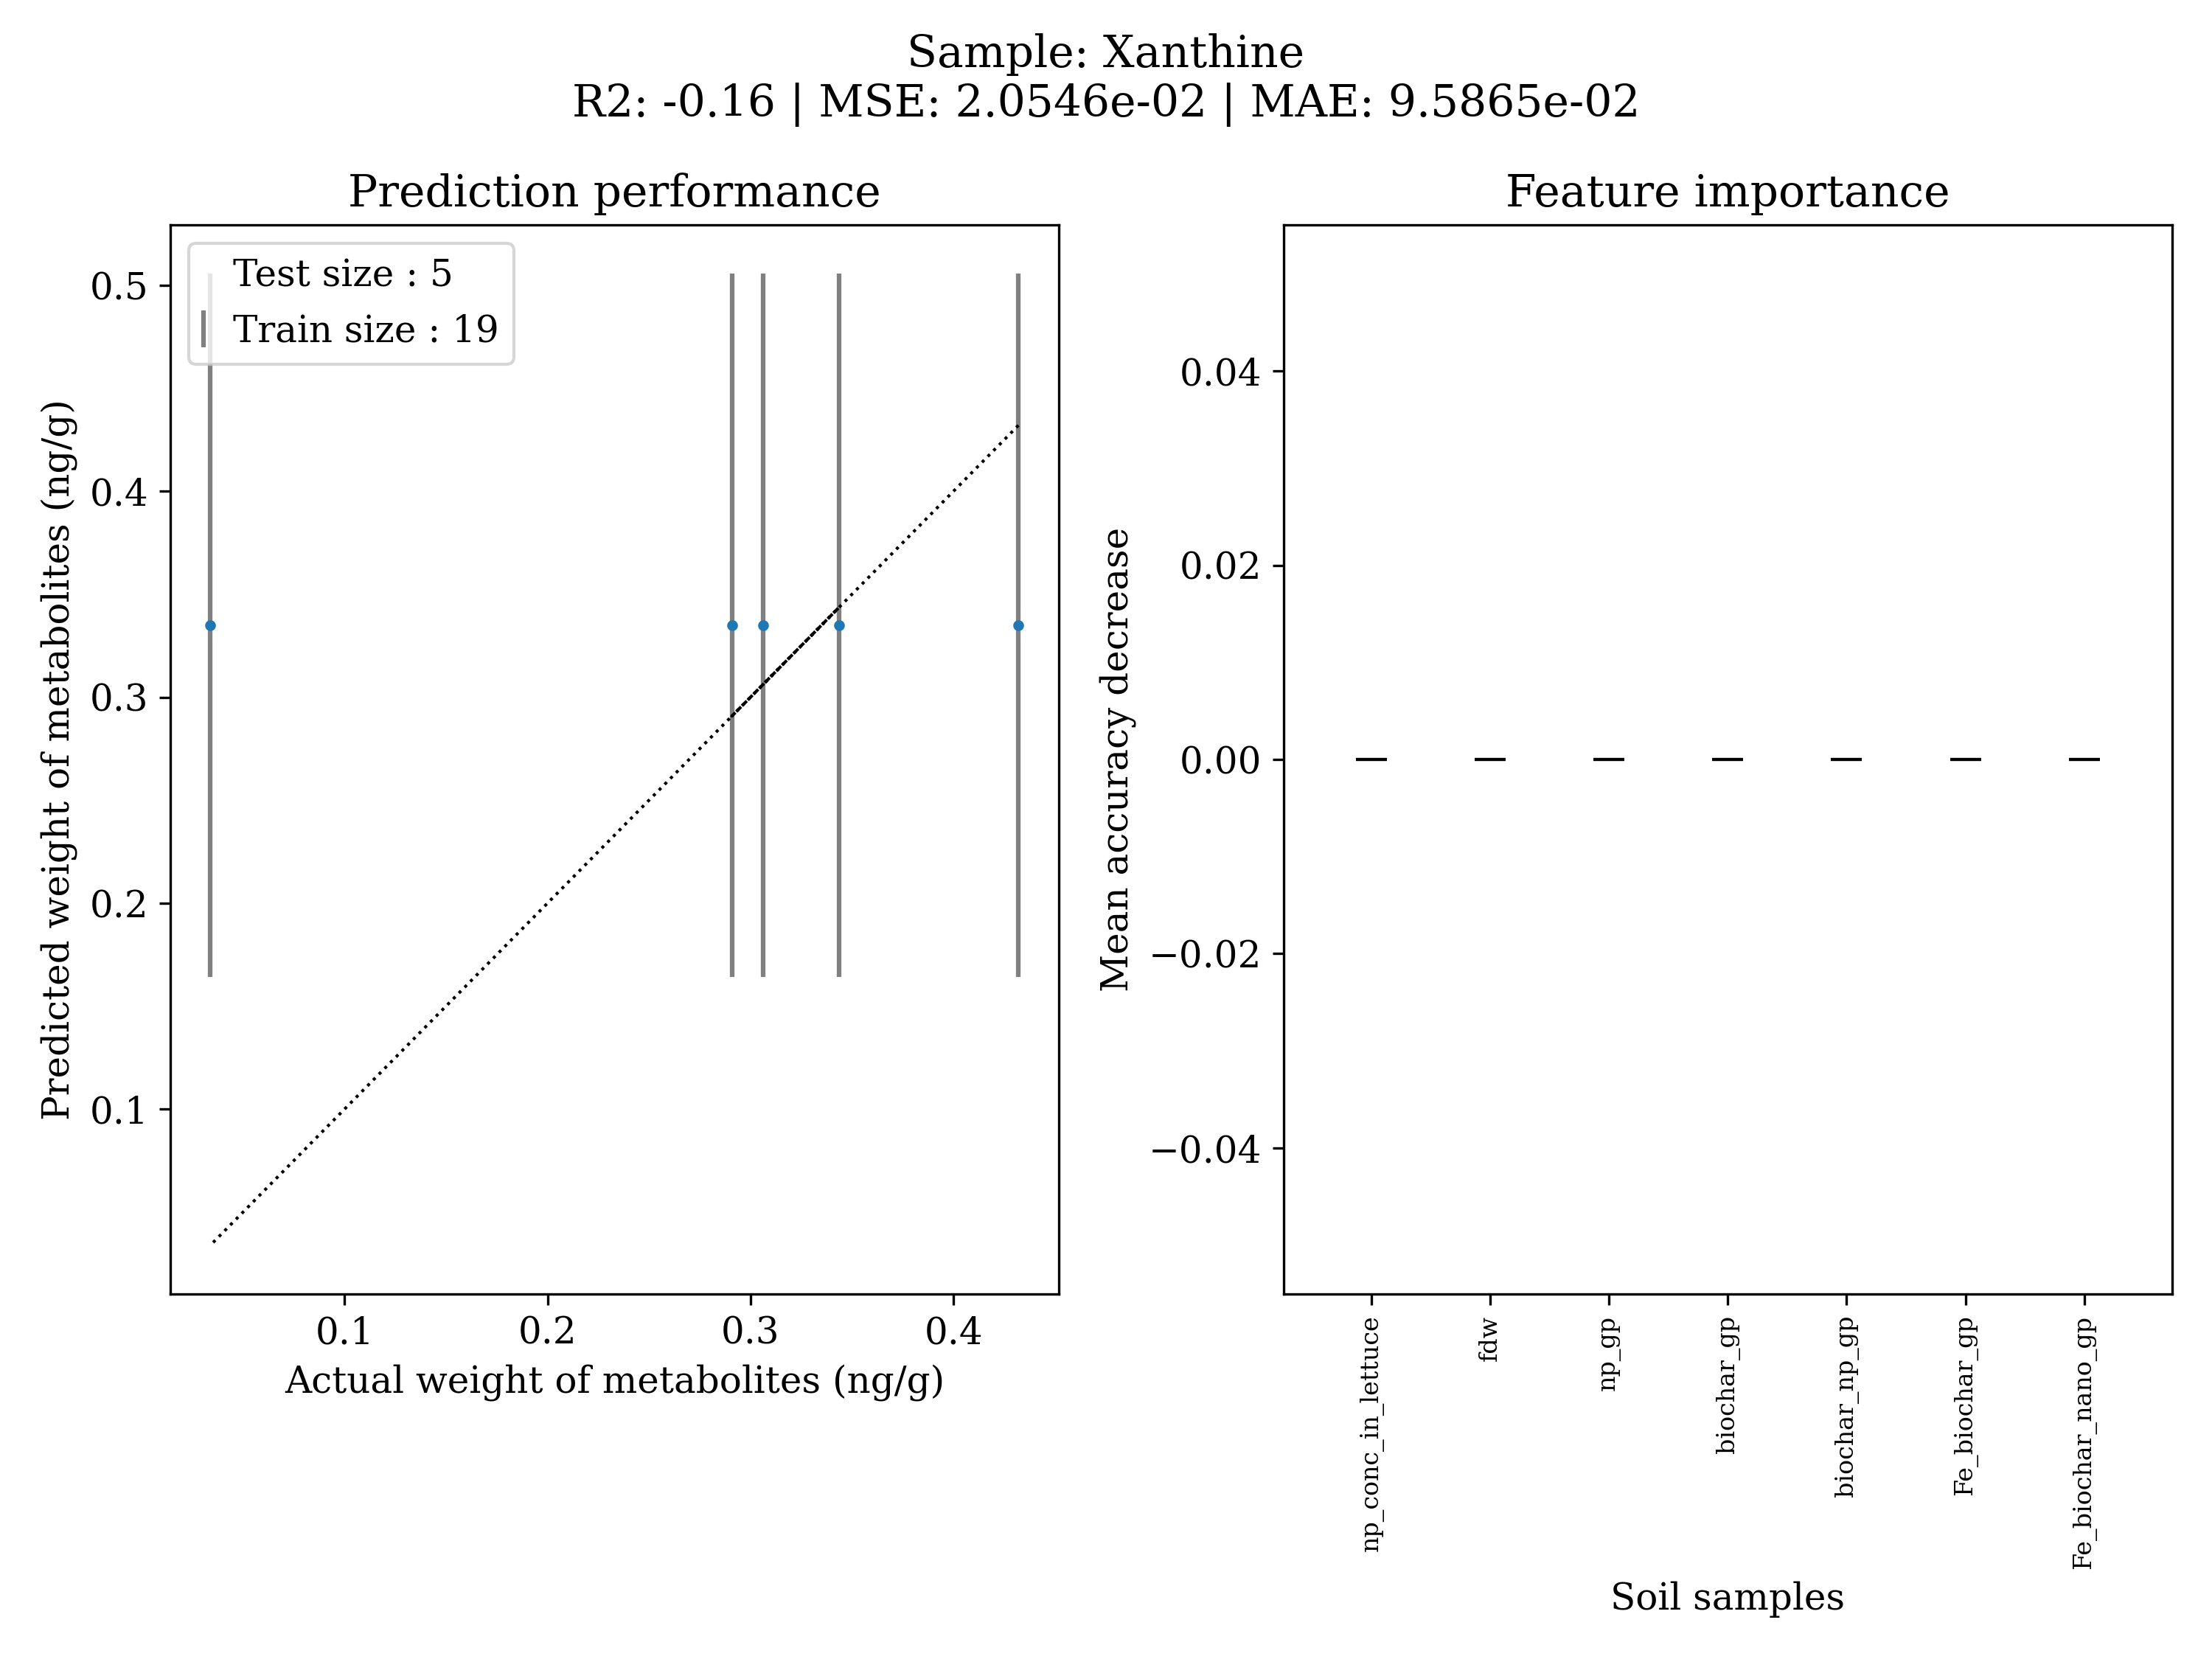 Sample: Xanthine
R2: -0.16 | MSE: 2.0546e-02 | MAE: 9.5865e-02
Prediction performance
Test size : 5
Train size : 19
Predicted weight of metabolites (ng/g)
0.5
0.4
0.3
0.2
0.1
0.1 0.2 0.3 0.4
Actual weight of metabolites (ng/g)
Feature importance
Mean accuracy decrease
0.04
0.02
0.00
−0.02
−0.04
np_conc_in_lettuce
fdw
np_gp
biochar_gp
biochar_np_gp
Fe_biochar_gp
Fe_biochar_nano_gp
Soil samples